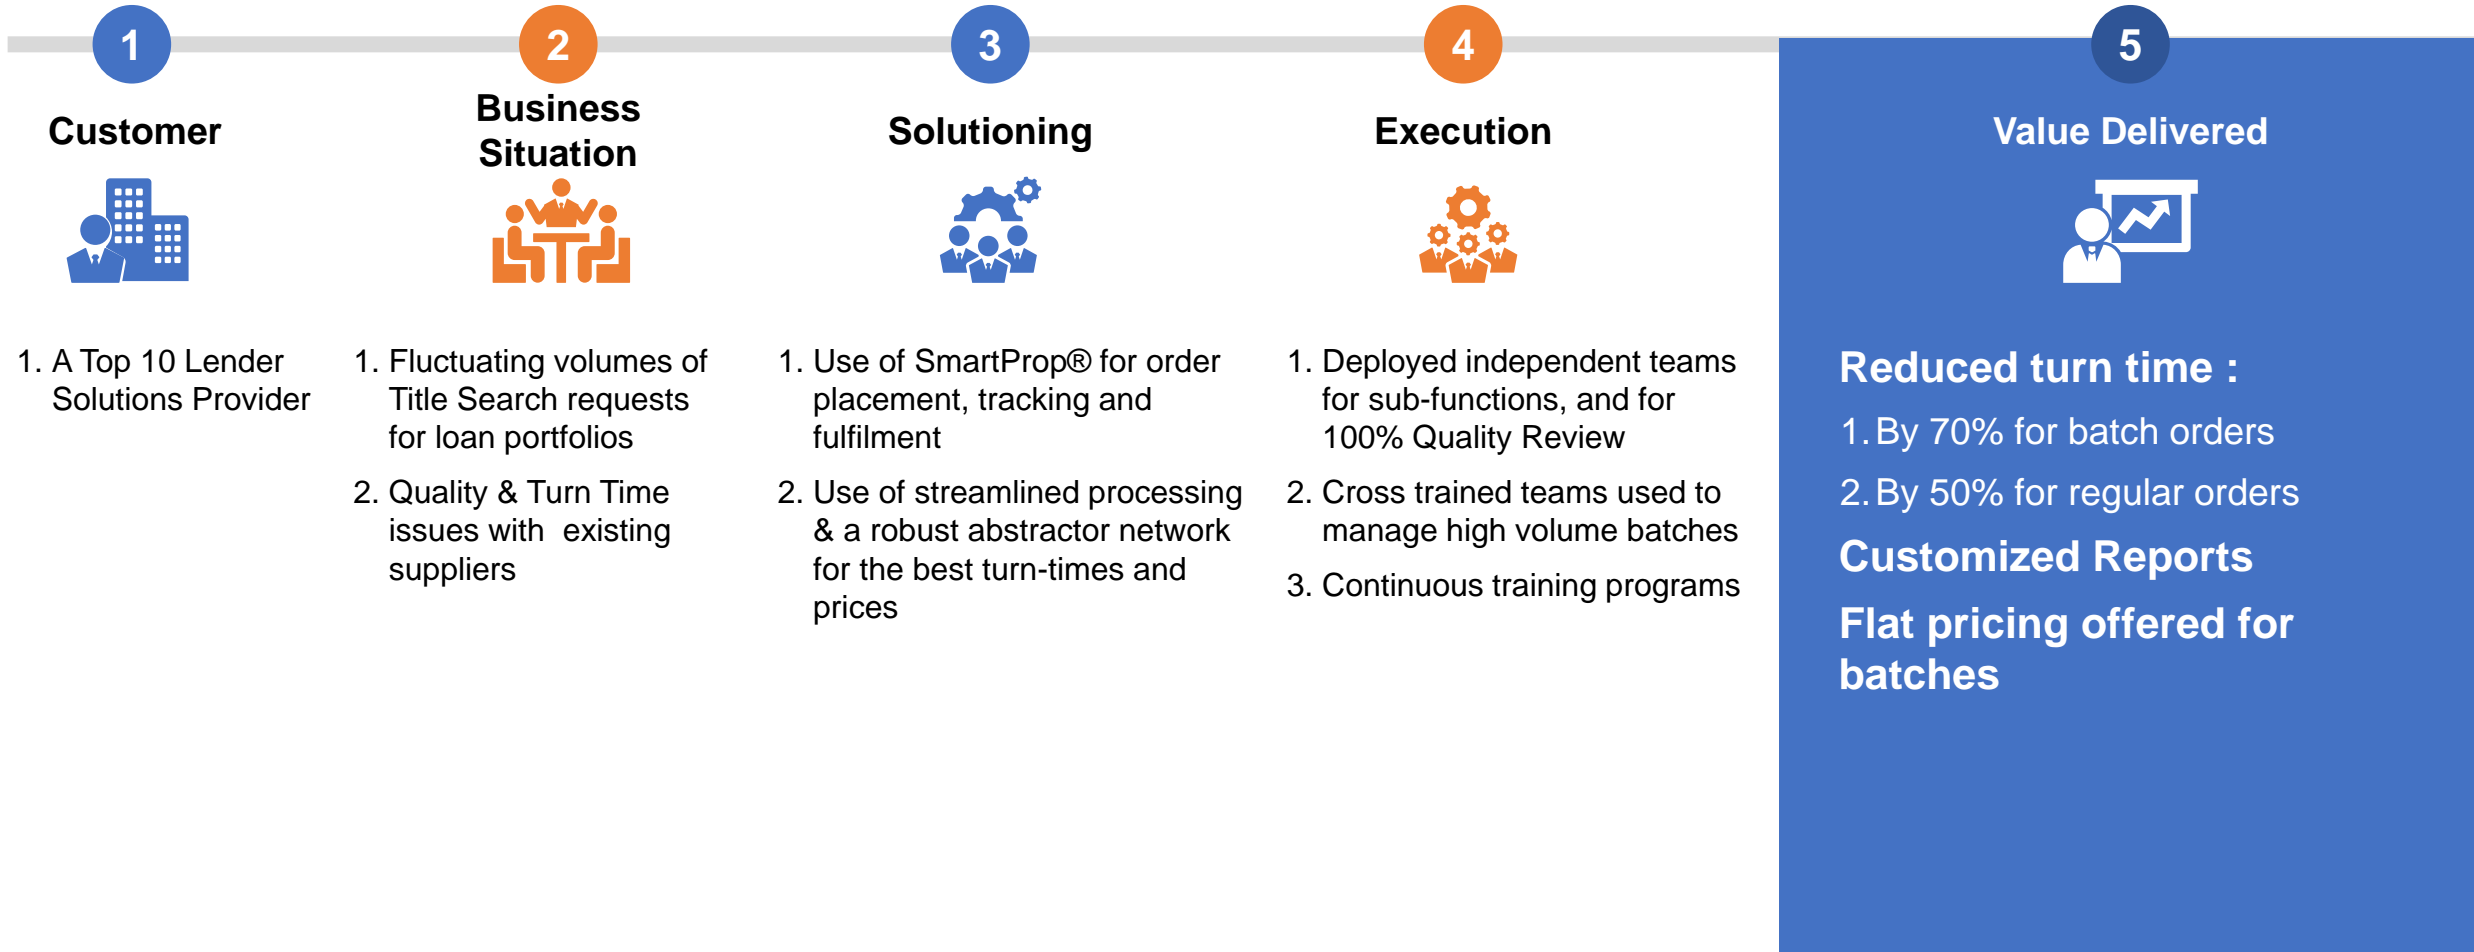 1
Customer
1. A Top 10 Lender
Solutions Provider
2
Business
Situation
1. Fluctuating volumes of
Title Search requests
for loan portfolios
2. Quality & Turn Time
issues with  existing
suppliers
3
Solutioning
1. Use of SmartProp® for order
placement, tracking and
fulfilment
2. Use of streamlined processing
& a robust abstractor network
for the best turn-times and
prices
4
Execution
1. Deployed independent teams
for sub-functions, and for
100% Quality Review
2. Cross trained teams used to
manage high volume batches
3. Continuous training programs
5
Value Delivered
Reduced turn time :
1. By 70% for batch orders
2. By 50% for regular orders
Customized Reports
Flat pricing offered for
batches